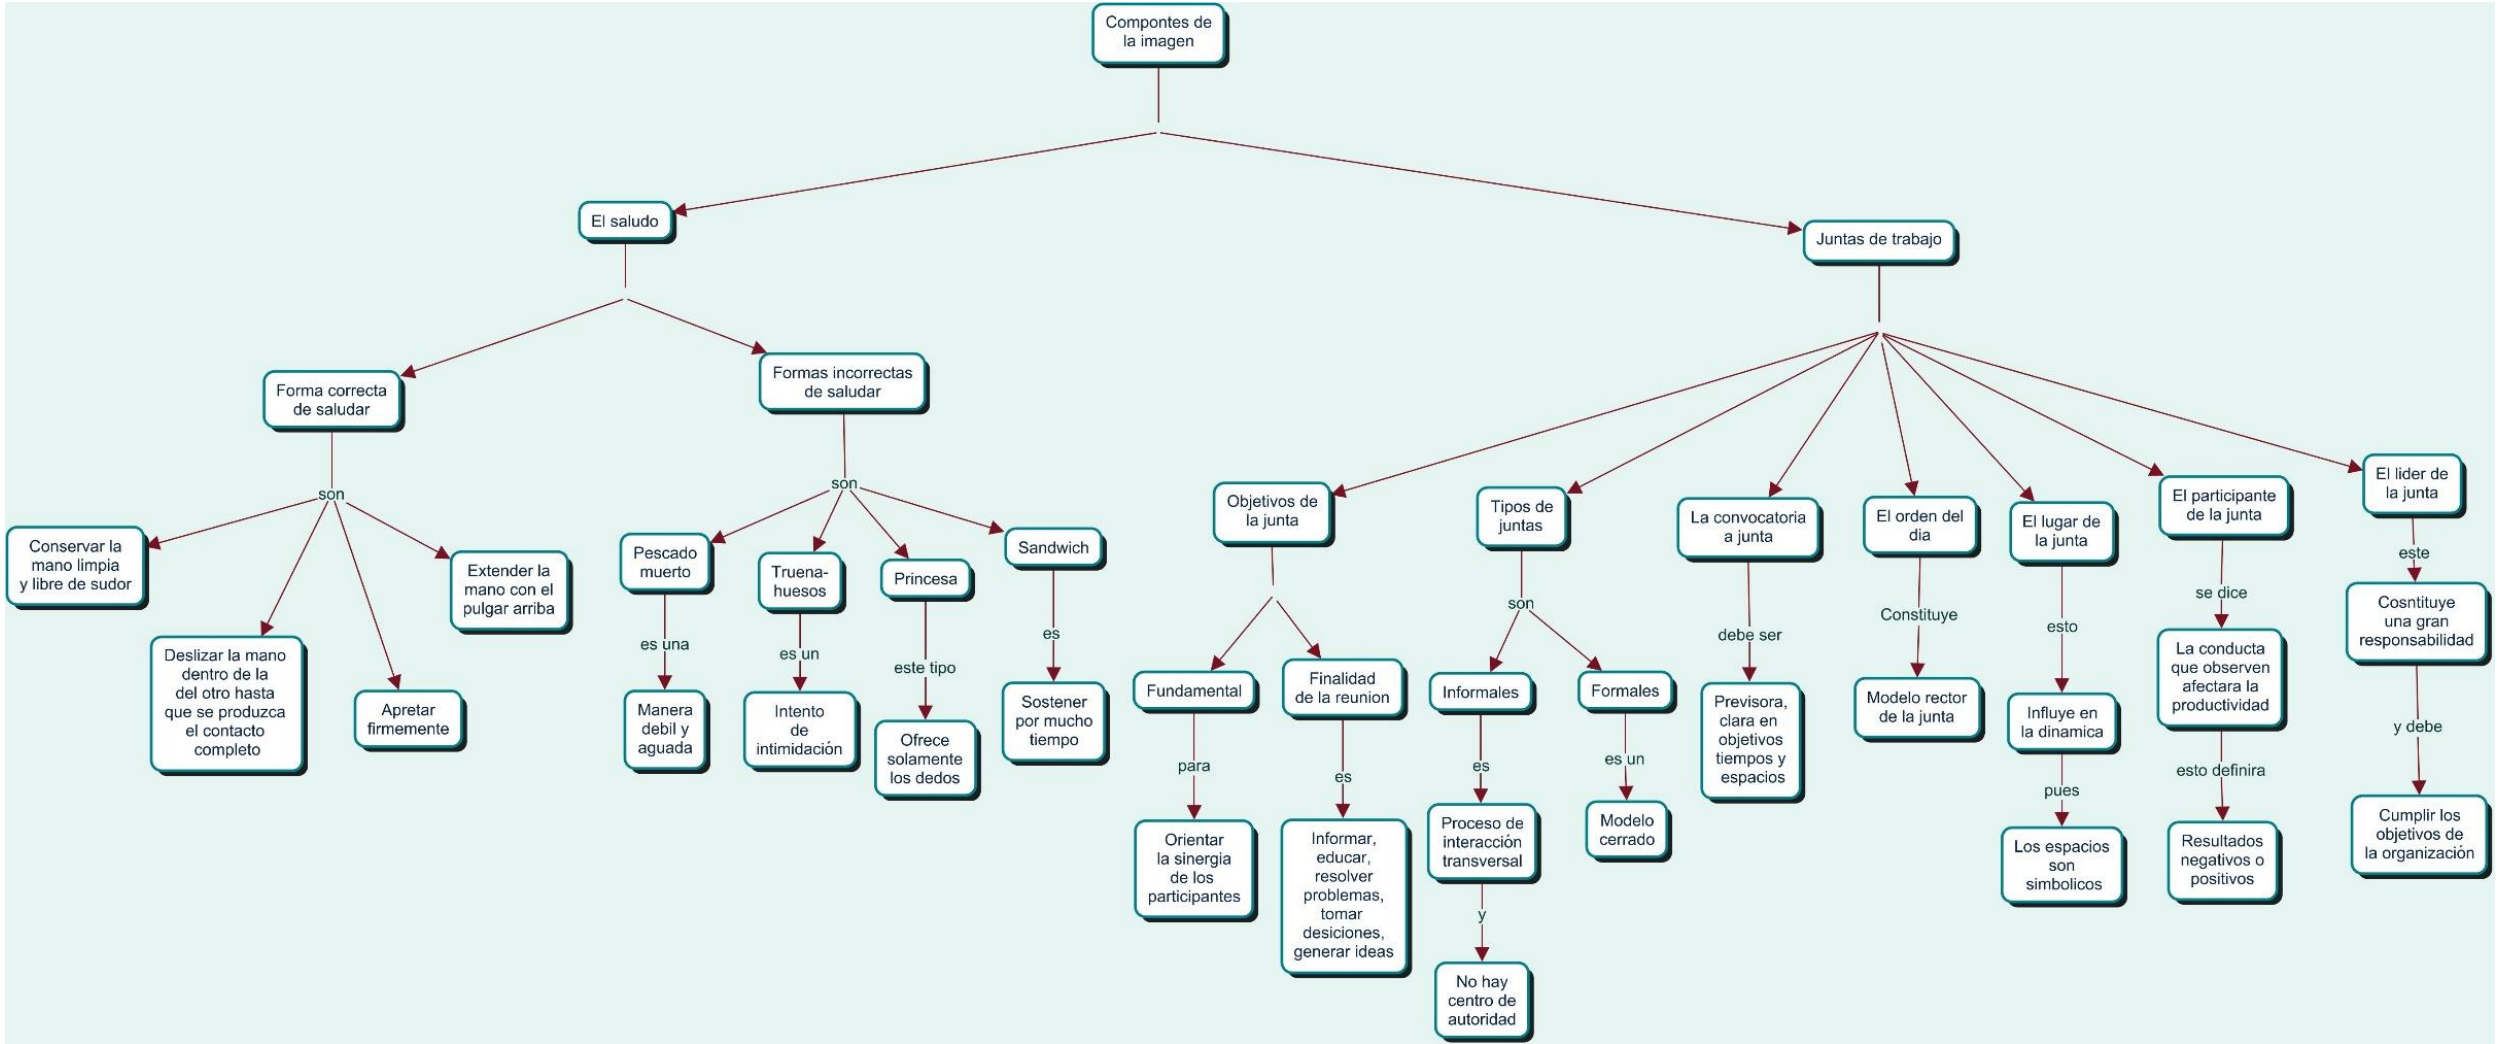 Compontes de
la imagen
El saludo
Juntas de trabajo
Forma correcta
de saludar
Formas incorrectas
de saludar
son
Conservar la
mano limpia
y libre de sudor
Deslizar la mano
dentro de la
del otro hasta
que se produzca
el contacto
completo
Apretar
firmemente
Extender la
mano con el
pulgar arriba
son
Pescado
muerto
es una
Manera
debil y
aguada
Truena-
huesos
es un
Intento
de
intimidación
Princesa
este tipo
Ofrece
solamente
los dedos
Sandwich
es
Sostener
por mucho
tiempo
Objetivos de
la junta
Fundamental
para
Orientar
la sinergia
de los
participantes
Finalidad
de la reunion
es
Informar,
educar,
resolver
problemas,
tomar
desiciones,
generar ideas
Tipos de
juntas
son
Informales
es
Proceso de
interacción
transversal
y
No hay
centro de
autoridad
Formales
es un
Modelo
cerrado
La convocatoria
a junta
debe ser
Previsora,
clara en
objetivos
tiempos y
espacios
El orden del
dia
Constituye
Modelo rector
de la junta
El lugar de
la junta
esto
Influye en
la dinamica
pues
Los espacios
son
simbolicos
El participante
de la junta
se dice
La conducta
que observen
afectara la
productividad
esto definira
Resultados
negativos o
positivos
El lider de
la junta
este
Cosntituye
una gran
responsabilidad
y debe
Cumplir los
objetivos de
la organización